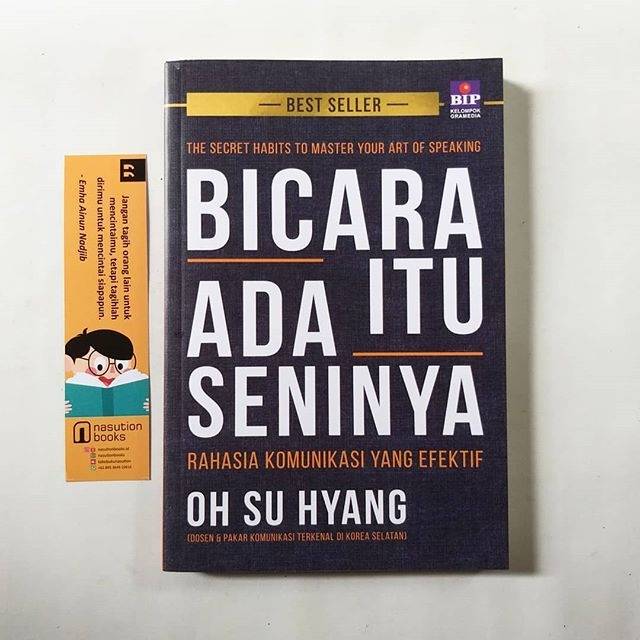 BEST SELLER
BIP
KELOMPOK
GRAMEDIA
THE SECRET HABITS TO MASTER YOUR ART OF SPEAKING
BICARA
ITU
ADA
SENINYA
RAHASIA KOMUNIKASI YANG EFEKTIF
OH SU HYANG
(DOSEN & PAKAR KOMUNIKASI TERKENAL DI KOREA SELATAN)
Jangan tagih orang lain untuk
mencintaimu, tetapi tagihlah
dirimu untuk mencintai siapapun.
- Emha Ainun Nadjib
nasution
books
nasutionbooks